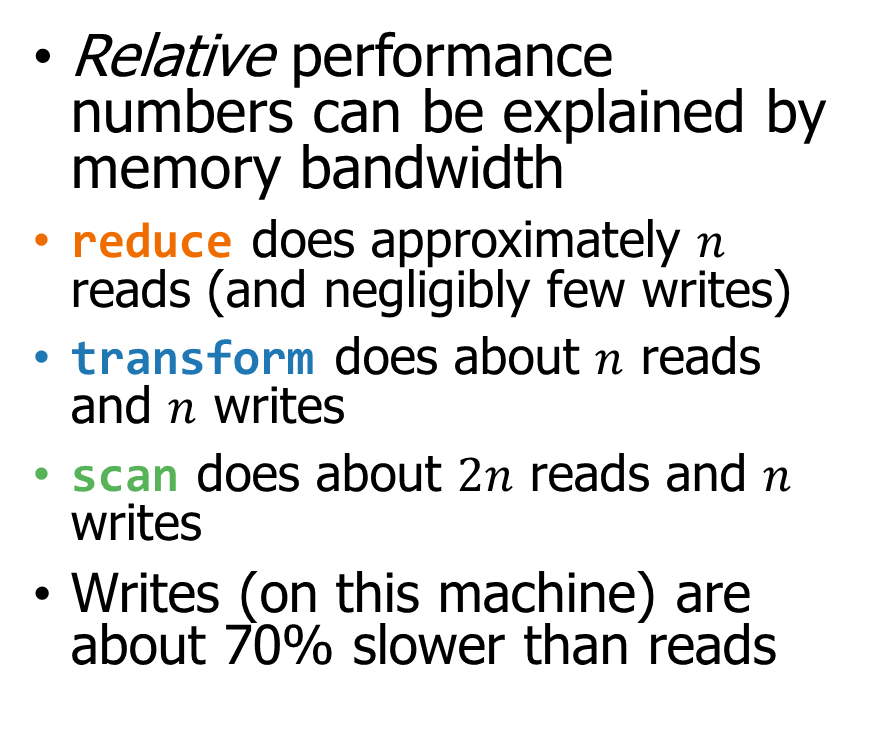 • Relative performance
numbers can be explained by
memory bandwidth
• reduce does approximately n
reads (and negligibly few writes)
• transform does about n reads
and n writes
• scan does about 2n reads and n
writes
• Writes (on this machine) are
about 70% slower than reads